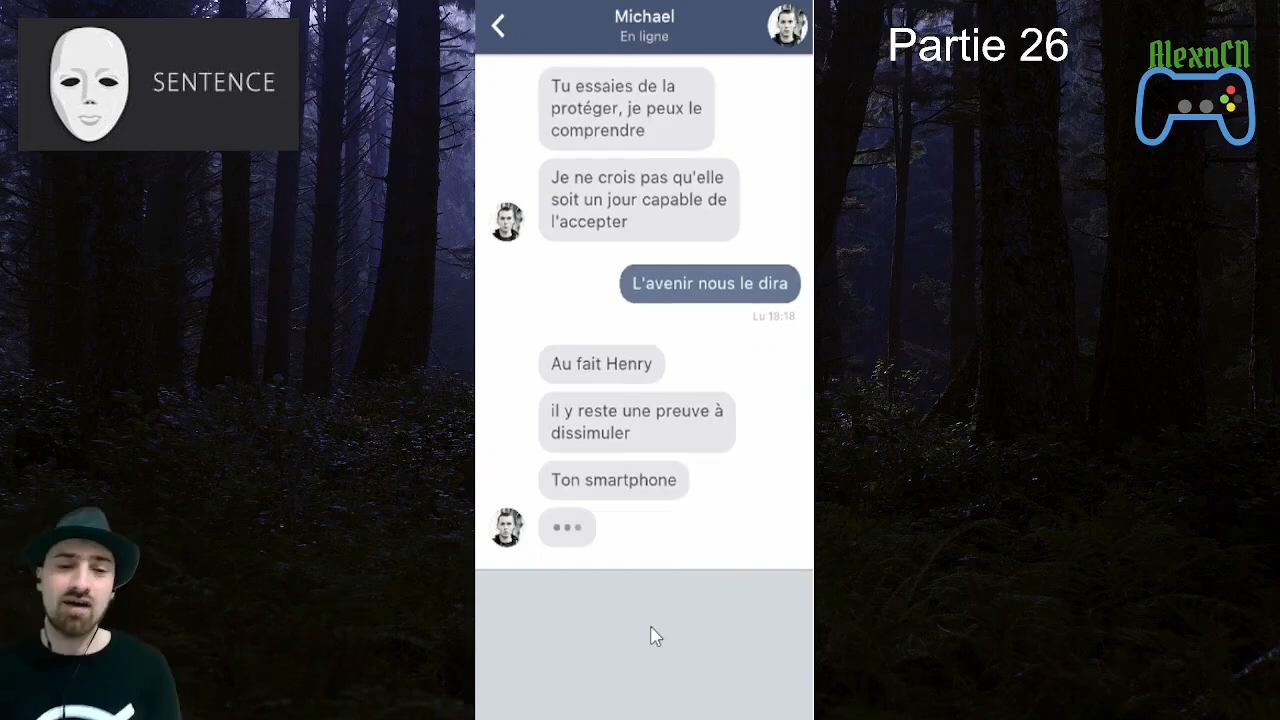 SENTENCE
Michael
En ligne
Partie 26
AlexnCN
Tu essaies de la
protéger, je peux le
comprendre
Je ne crois pas qu'elle
soit un jour capable de
l'accepter
L'avenir nous le dira
Lu 18:18
Au fait Henry
il y reste une preuve à
dissimuler
Ton smartphone